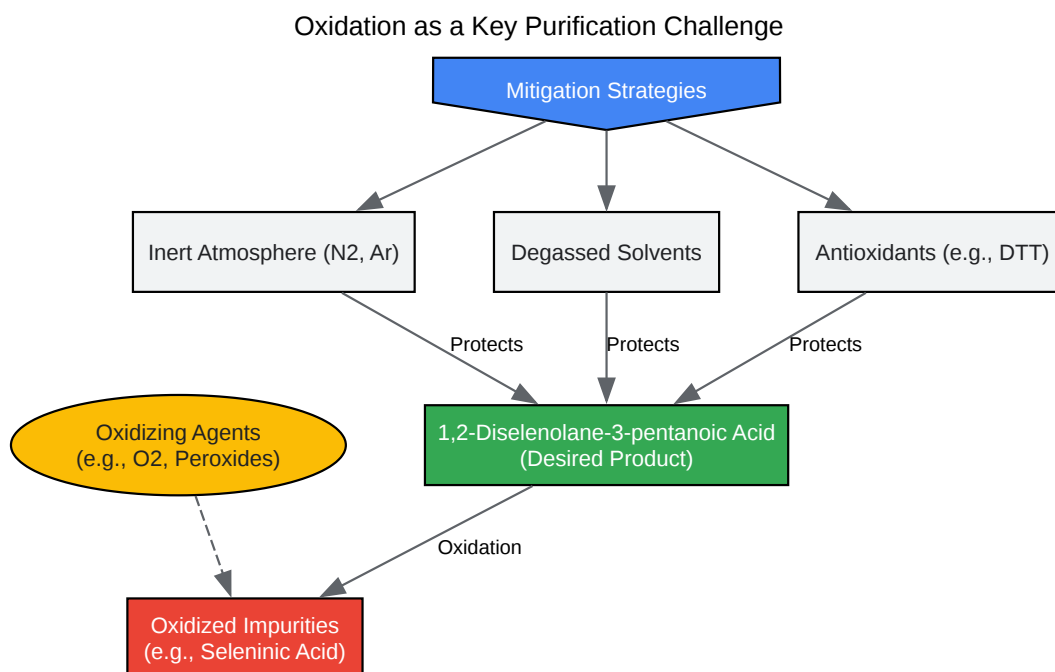 Oxidation as a Key Purification Challenge
Mitigation Strategies
Inert Atmosphere (N2, Ar)
Degassed Solvents
Antioxidants (e.g., DTT)
Protects
Protects
Protects
Oxidizing Agents
(e.g., O2, Peroxides)
1,2-Diselenolane-3-pentanoic Acid
(Desired Product)
Oxidation
Oxidized Impurities
(e.g., Seleninic Acid)